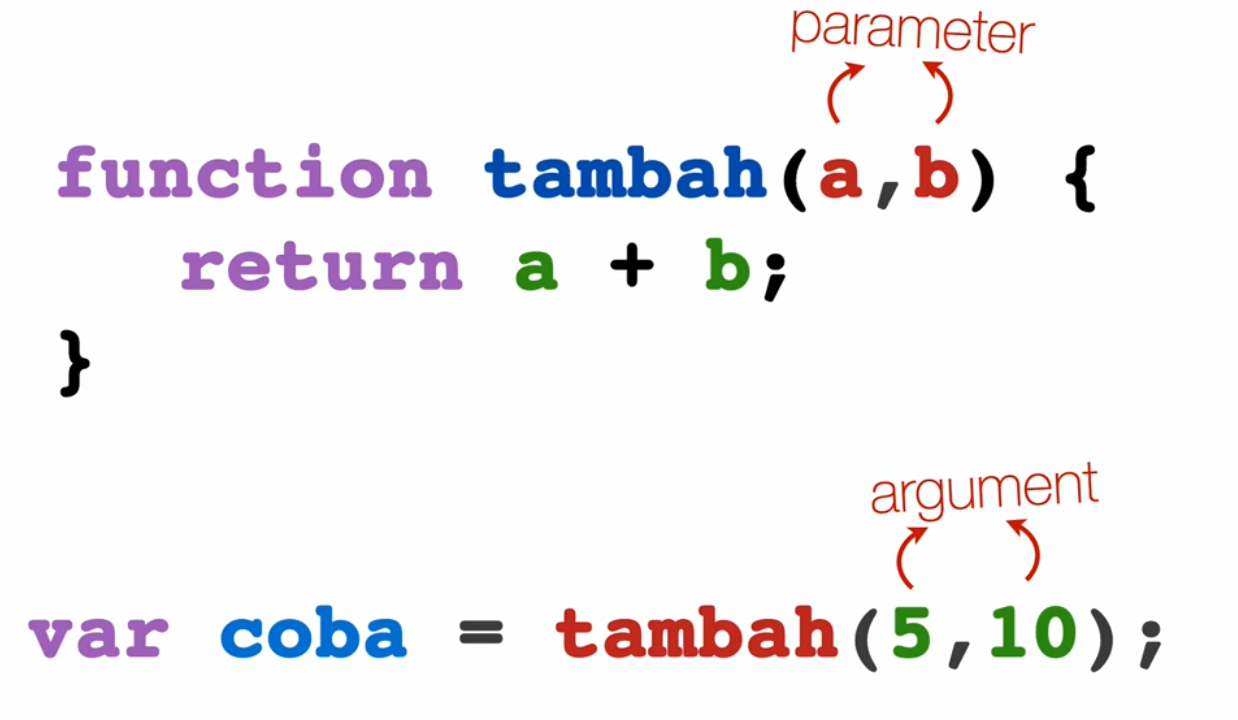 parameter
function tambah(a,b) {
return a + b;
}
argument
var coba = tambah(5,10);